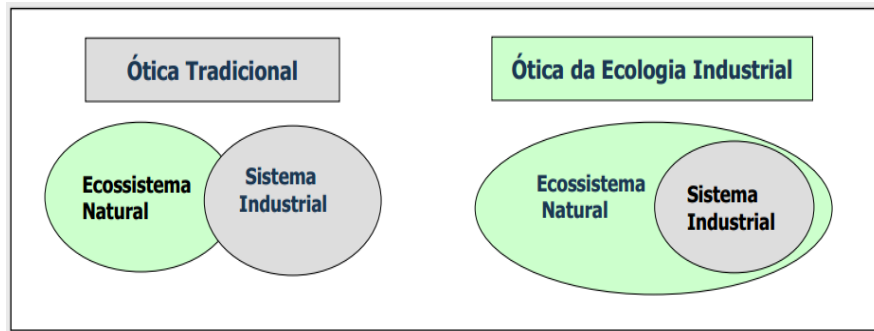 Ótica Tradicional
Ótica da Ecologia Industrial
Ecossistema
Natural
Sistema
Industrial
Ecossistema
Natural
Sistema
Industrial